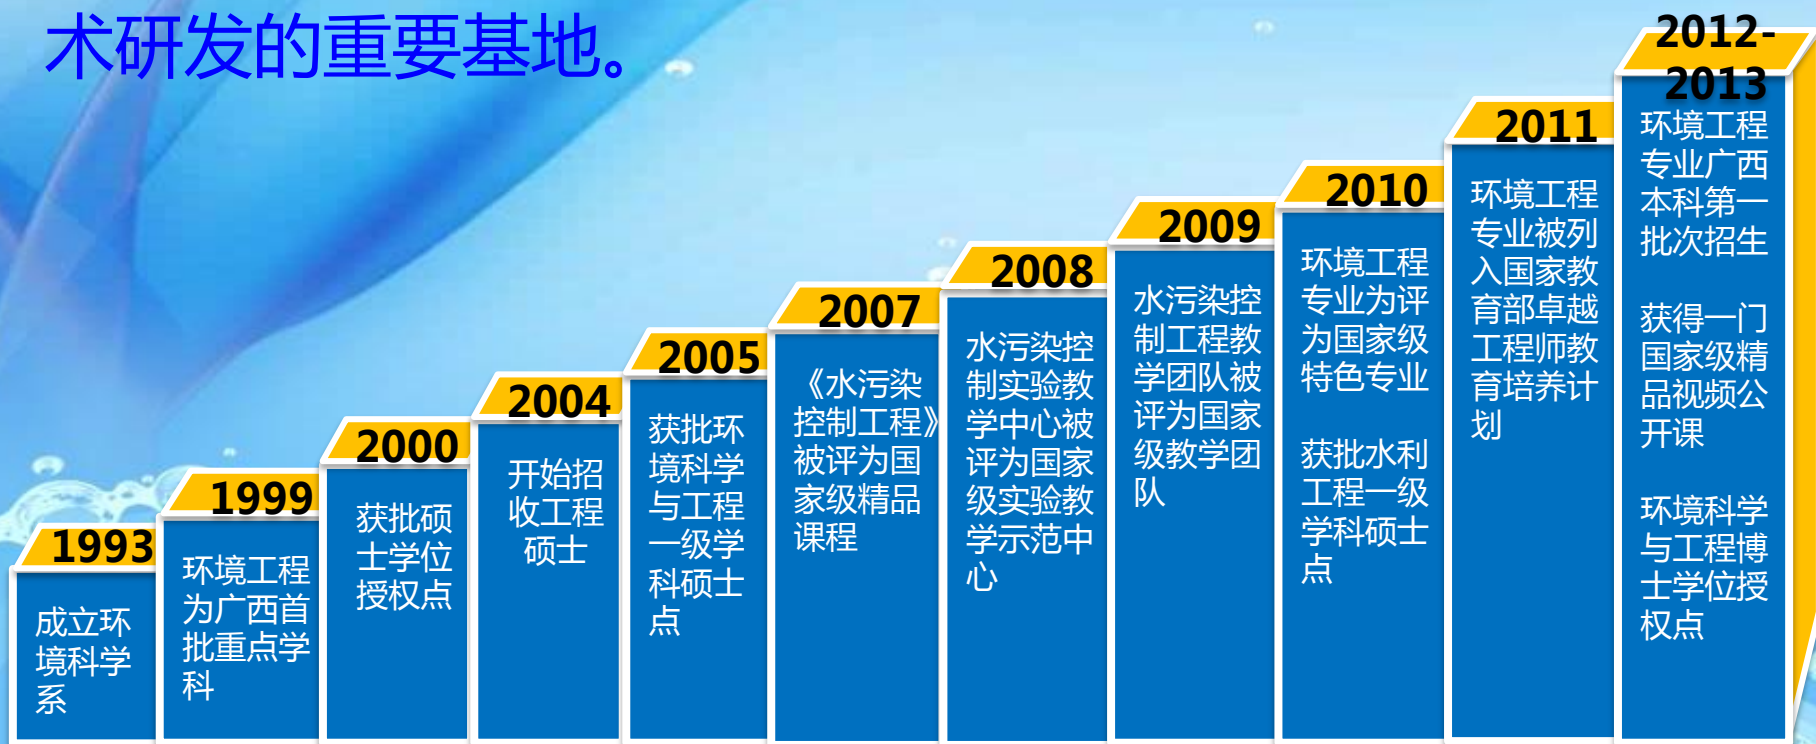 术研发的重要基地。
1993
成立环
境科学
系
1999
环境工程
为广西首
批重点学
科
2000
获批硕
士学位
授权点
2004
开始招
收工程
硕士
2005
获批环
境科学
与工程
一级学
科硕士
点
2007
《水污染
控制工程》
被评为国
家级精品
课程
2008
水污染控
制实验教
学中心被
评为国家
级实验教
学示范中
心
2009
水污染控
制工程教
学团队被
评为国家
级教学团
队
2010
环境工程
专业为评
为国家级
特色专业
获批水利
工程一级
学科硕士
点
2011
环境工程
专业被列
入国家教
育部卓越
工程师教
育培养计
划
2012-
2013
环境工程
专业广西
本科第一
批次招生
获得一门
国家级精
品视频公
开课
环境科学
与工程博
士学位授
权点